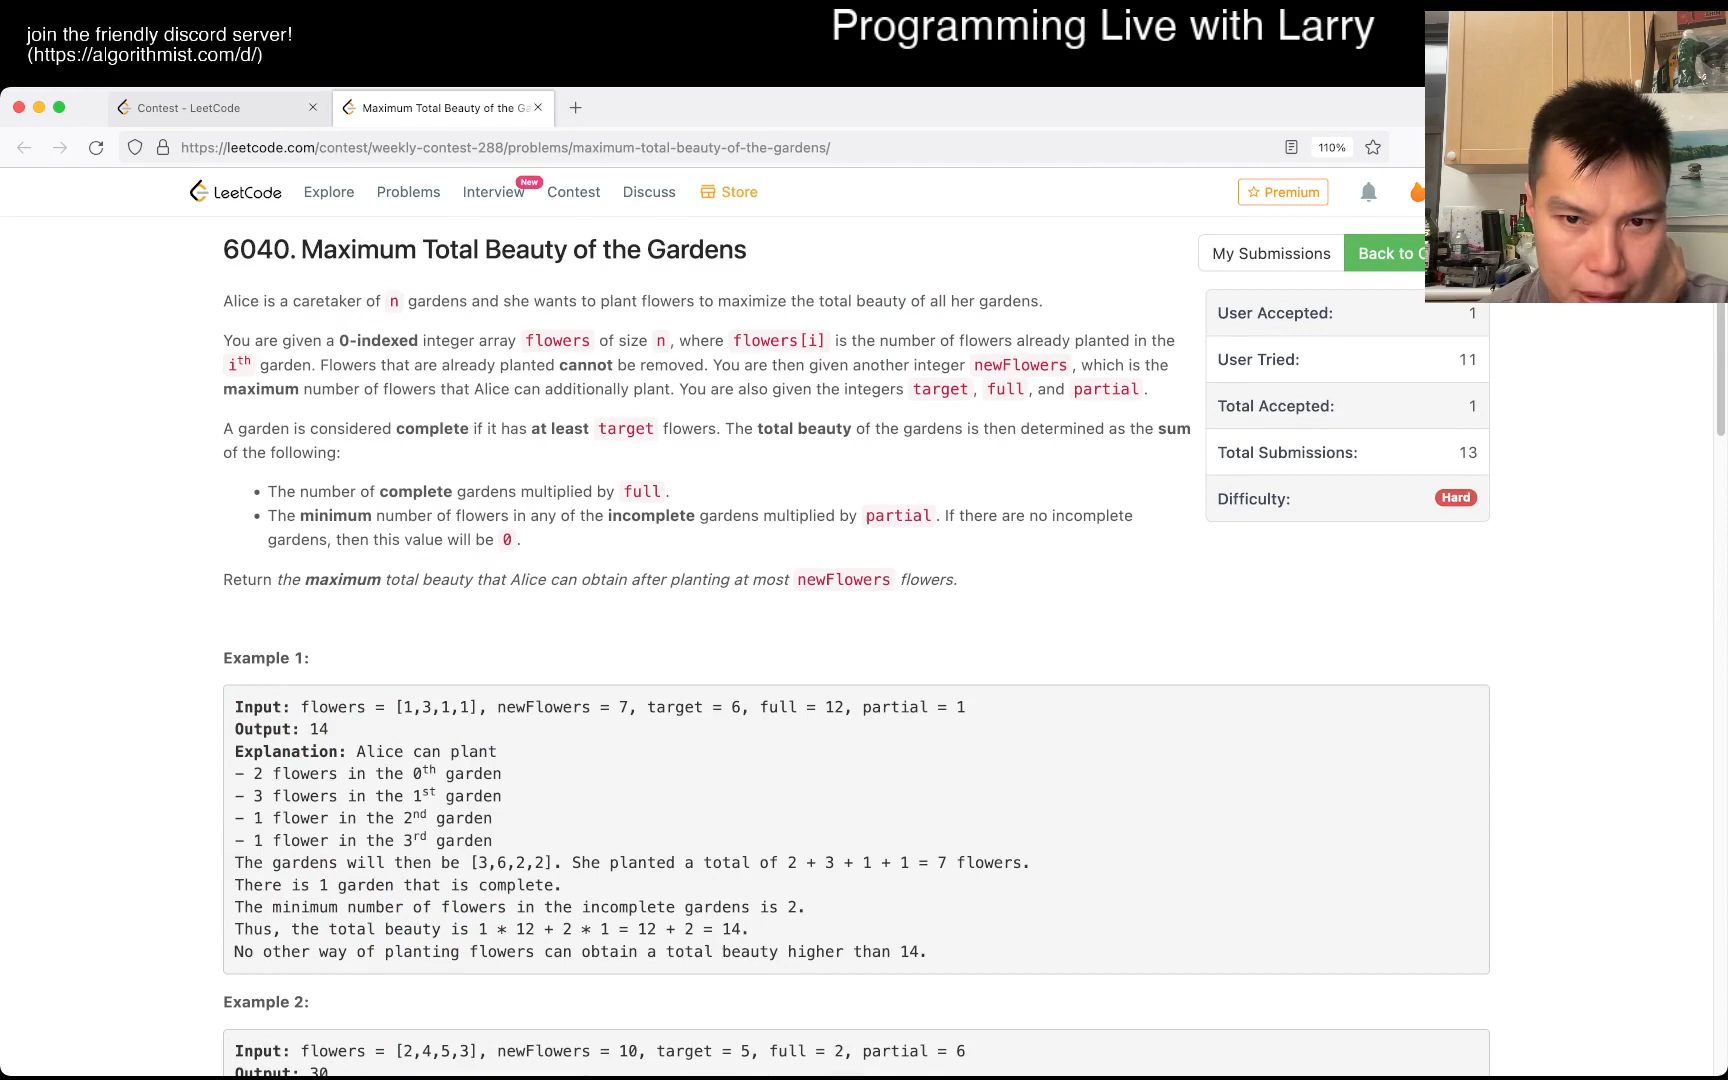 join the friendly discord server!
(https://algorithmist.com/d/)
Programming Live with Larry
Contest - LeetCode
Maximum Total Beauty of the Ga
https://leetcode.com/contest/weekly-contest-288/problems/maximum-total-beauty-of-the-gardens/
110%
LeetCode Explore Problems Interview New Contest Discuss Store
Premium
6040. Maximum Total Beauty of the Gardens
My Submissions
Back to C
Alice is a caretaker of n gardens and she wants to plant flowers to maximize the total beauty of all her gardens.
You are given a 0-indexed integer array flowers of size n, where flowers[i] is the number of flowers already planted in the
ith garden. Flowers that are already planted cannot be removed. You are then given another integer newFlowers, which is the
maximum number of flowers that Alice can additionally plant. You are also given the integers target, full, and partial.
A garden is considered complete if it has at least target flowers. The total beauty of the gardens is then determined as the sum
of the following:
• The number of complete gardens multiplied by full.
• The minimum number of flowers in any of the incomplete gardens multiplied by partial. If there are no incomplete
gardens, then this value will be 0.
Return the maximum total beauty that Alice can obtain after planting at most newFlowers flowers.
User Accepted: 1
User Tried: 11
Total Accepted: 1
Total Submissions: 13
Difficulty: Hard
Example 1:
Input: flowers = [1,3,1,1], newFlowers = 7, target = 6, full = 12, partial = 1
Output: 14
Explanation: Alice can plant
- 2 flowers in the 0th garden
- 3 flowers in the 1st garden
- 1 flower in the 2nd garden
- 1 flower in the 3rd garden
The gardens will then be [3,6,2,2]. She planted a total of 2 + 3 + 1 + 1 = 7 flowers.
There is 1 garden that is complete.
The minimum number of flowers in the incomplete gardens is 2.
Thus, the total beauty is 1 * 12 + 2 * 1 = 12 + 2 = 14.
No other way of planting flowers can obtain a total beauty higher than 14.
Example 2:
Input: flowers = [2,4,5,3], newFlowers = 10, target = 5, full = 2, partial = 6
Output: 30